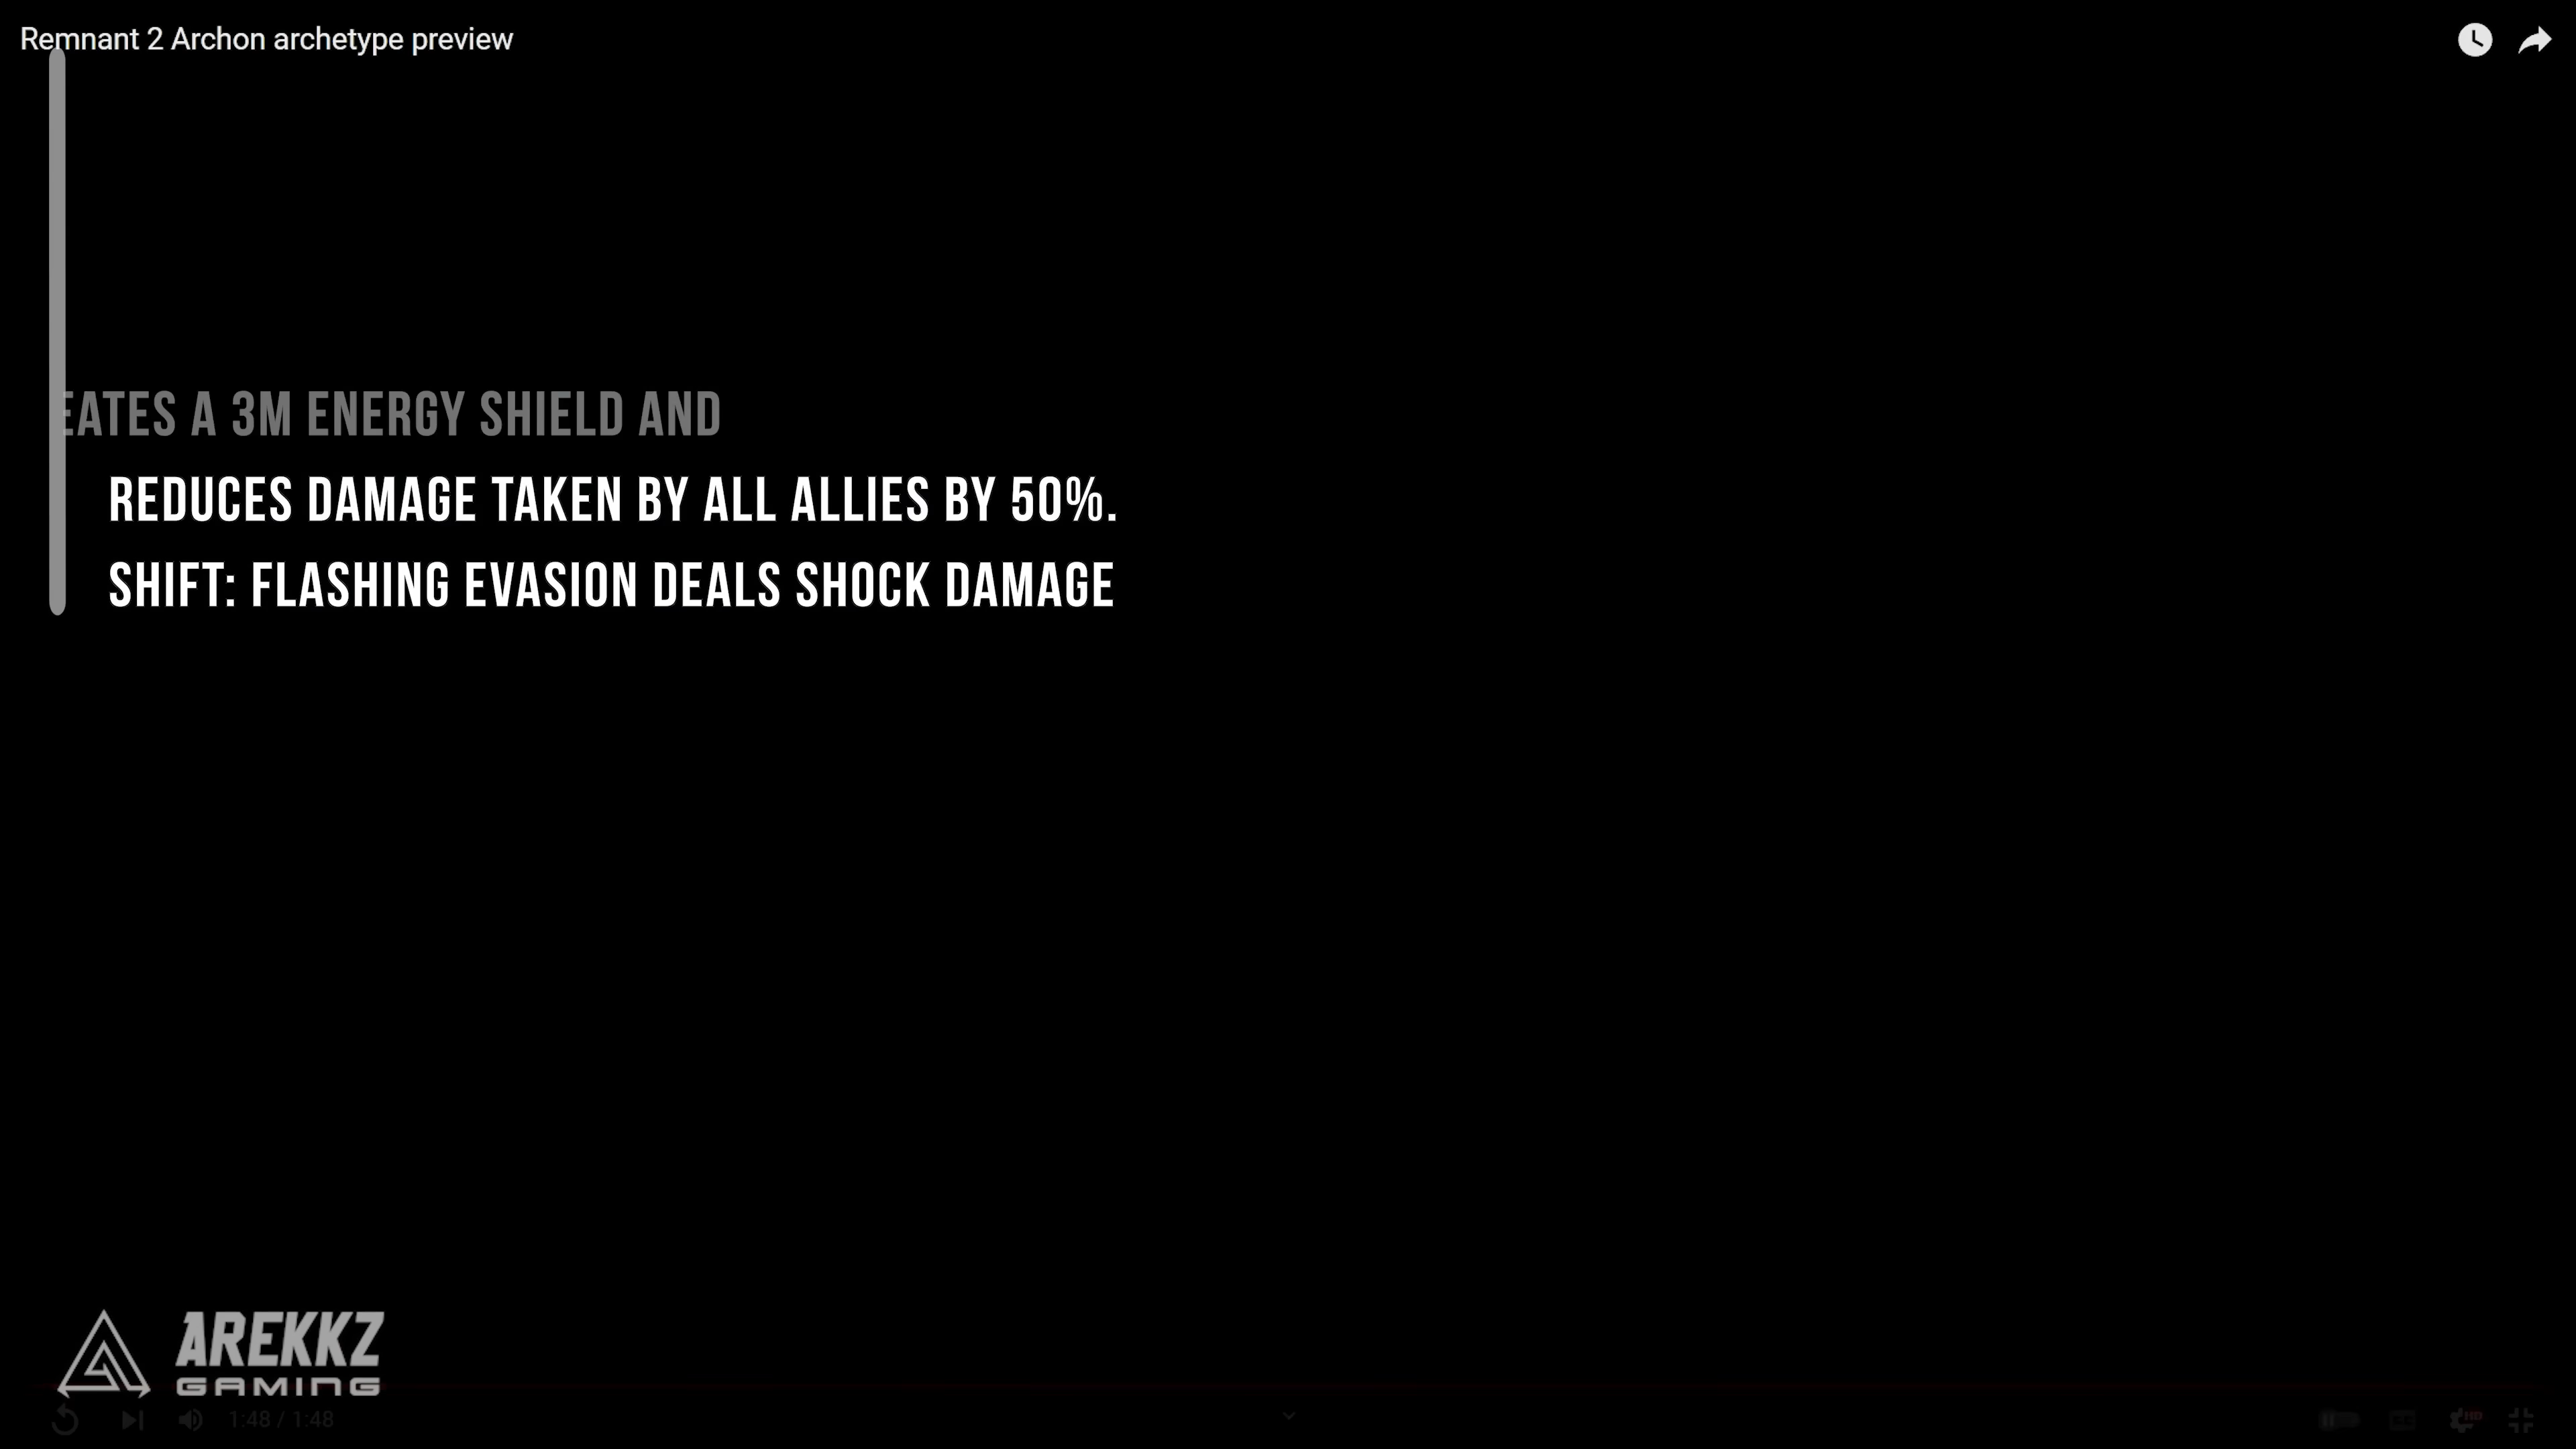 Remnant 2 Archon archetype preview
EATES A 3M ENERGY SHIELD AND
REDUCES DAMAGE TAKEN BY ALL ALLIES BY 50%.
SHIFT: FLASHING EVASION DEALS SHOCK DAMAGE
AREKKZ
GAMING
1:48 / 1:48
HD